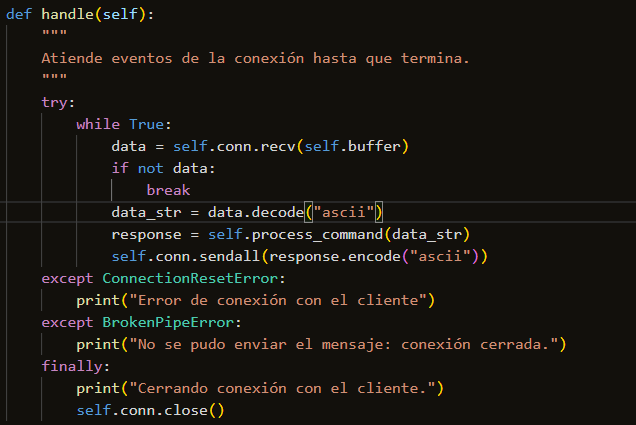 def handle(self):
    """
    Atiende eventos de la conexión hasta que termina.
    """
    try:
        while True:
            data = self.conn.recv(self.buffer)
            if not data:
                break
            data_str = data.decode("ascii")
            response = self.process_command(data_str)
            self.conn.sendall(response.encode("ascii"))
    except ConnectionResetError:
        print("Error de conexión con el cliente")
    except BrokenPipeError:
        print("No se pudo enviar el mensaje: conexión cerrada.")
    finally:
        print("Cerrando conexión con el cliente.")
        self.conn.close()